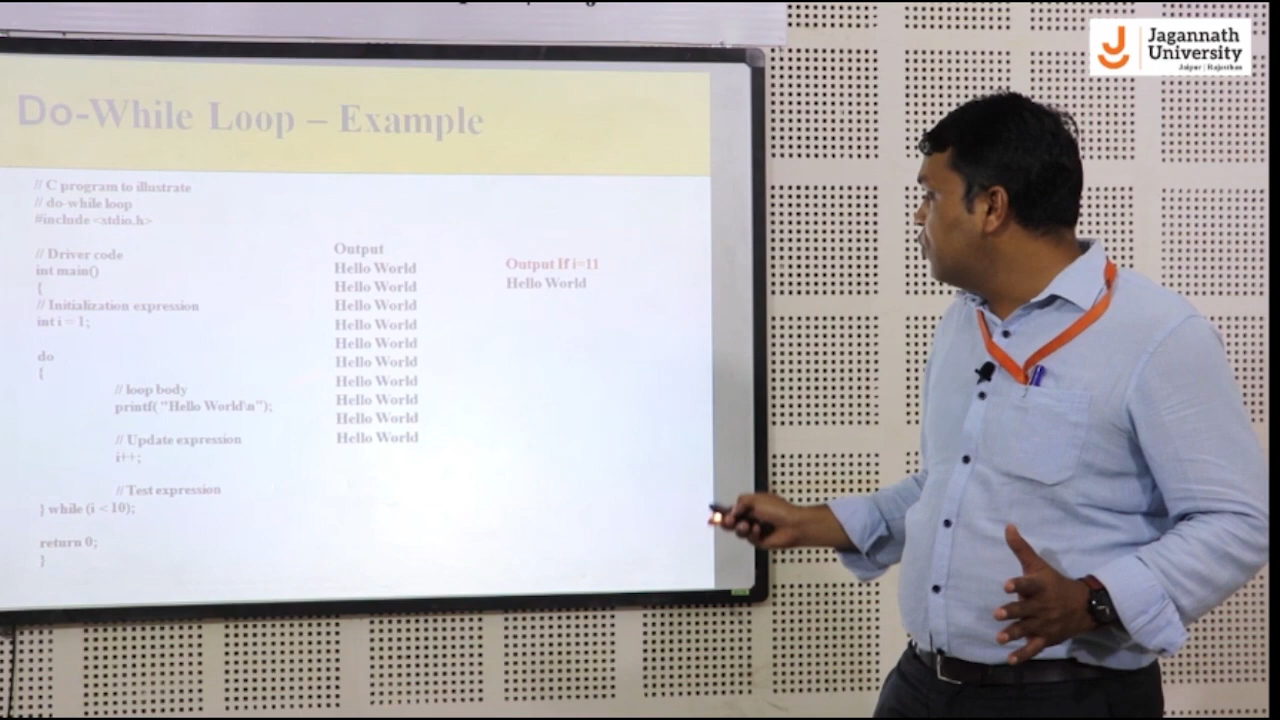 Jagannath
University
Jaipur | Rajasthan
Do-While Loop – Example
// C program to illustrate
// do-while loop
#include <stdio.h>
// Driver code
int main()
{
// Initialization expression
int i = 1;
do
{
// loop body
printf( "Hello World\n");
// Update expression
i++;
// Test expression
} while (i < 10);
return 0;
}
Output
Hello World
Hello World
Hello World
Hello World
Hello World
Hello World
Hello World
Hello World
Hello World
Hello World
Output If i=11
Hello World